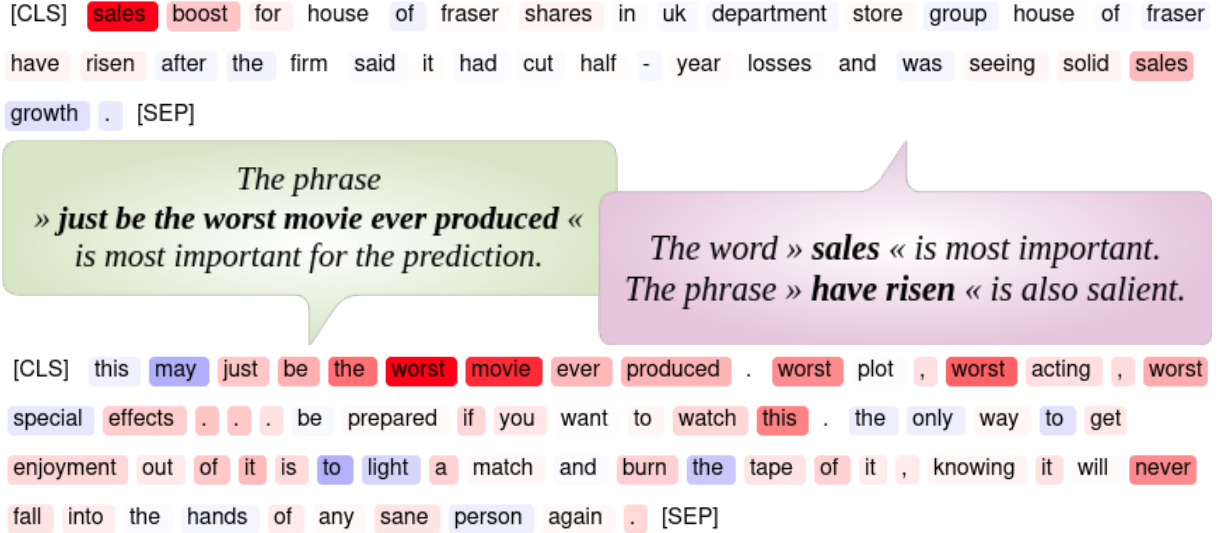 [CLS] sales boost for house of fraser shares in uk department store group house of fraser
have risen after the firm said it had cut half - year losses and was seeing solid sales
growth . [SEP]
The phrase
» just be the worst movie ever produced «
is most important for the prediction.
The word » sales « is most important.
The phrase » have risen « is also salient.
[CLS] this may just be the worst movie ever produced . worst plot , worst acting , worst
special effects . . . be prepared if you want to watch this . the only way to get
enjoyment out of it is to light a match and burn the tape of it , knowing it will never
fall into the hands of any sane person again . [SEP]